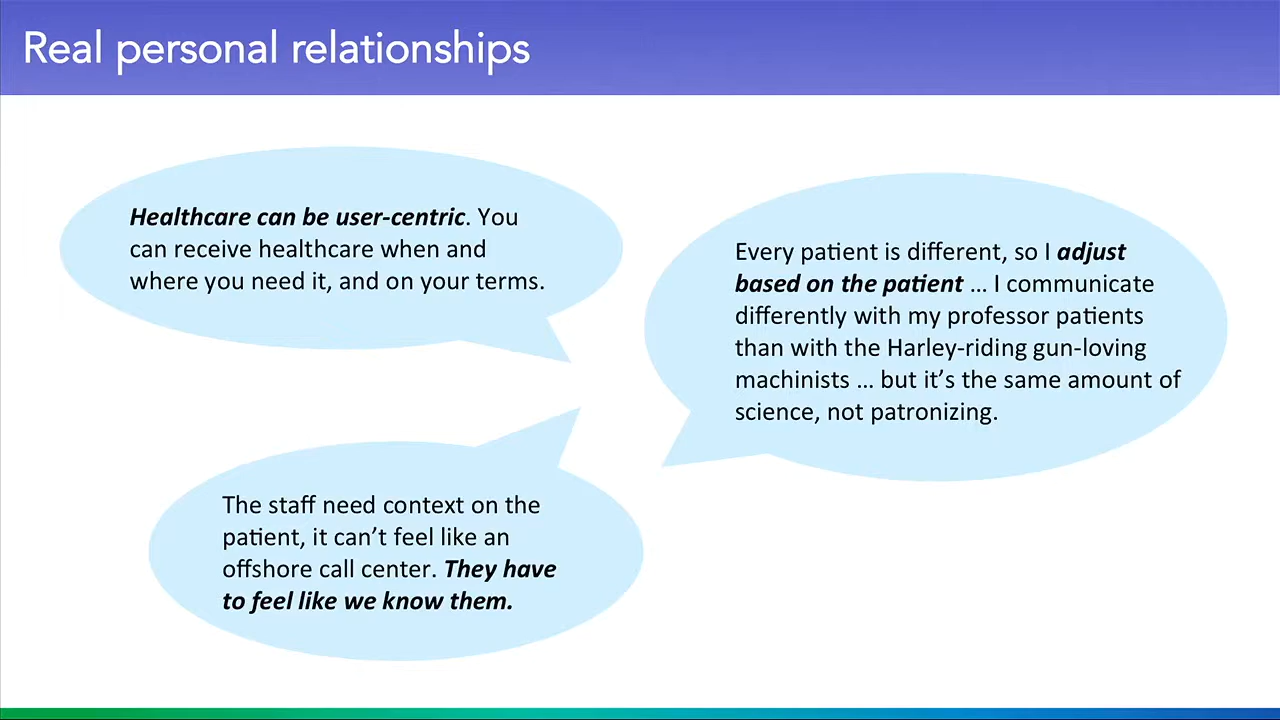 Real personal relationships
Healthcare can be user-centric. You
can receive healthcare when and
where you need it, and on your terms.
Every patient is different, so I adjust
based on the patient … I communicate
differently with my professor patients
than with the Harley-riding gun-loving
machinists … but it’s the same amount of
science, not patronizing.
The staff need context on the
patient, it can’t feel like an
offshore call center. They have
to feel like we know them.